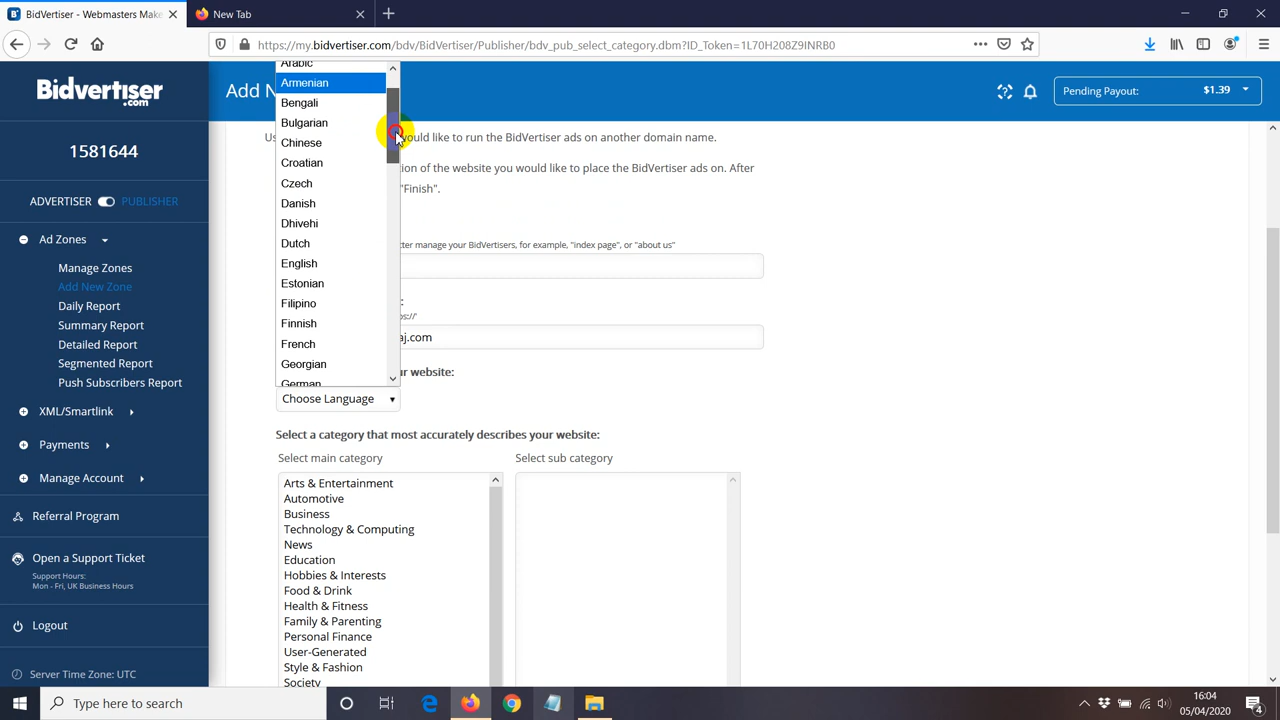 BidVertiser - Webmasters Make
New Tab
https://my.bidvertiser.com/bdv/BidVertiser/Publisher/bdv_pub_select_category.dbm?ID_Token=1L70H208Z9INRB0
Bidvertiser
.com
Add N
Pending Payout:
$1.39
1581644
ADVERTISER
PUBLISHER
Ad Zones
Manage Zones
Add New Zone
Daily Report
Summary Report
Detailed Report
Segmented Report
Push Subscribers Report
XML/Smartlink
Payments
Manage Account
Referral Program
Open a Support Ticket
Support Hours:
Mon - Fri, UK Business Hours
Logout
Server Time Zone: UTC
Arabic
Armenian
Bengali
Bulgarian
Chinese
Croatian
Czech
Danish
Dhivehi
Dutch
English
Estonian
Filipino
Finnish
French
Georgian
German
Us
would like to run the BidVertiser ads on another domain name.
tion of the website you would like to place the BidVertiser ads on. After
"Finish".
tter manage your BidVertisers, for example, "index page", or "about us"
ps://'
aj.com
ur website:
Choose Language
Select a category that most accurately describes your website:
Select main category
Select sub category
Arts & Entertainment
Automotive
Business
Technology & Computing
News
Education
Hobbies & Interests
Food & Drink
Health & Fitness
Family & Parenting
Personal Finance
User-Generated
Style & Fashion
Society
Type here to search
16:04
05/04/2020
4